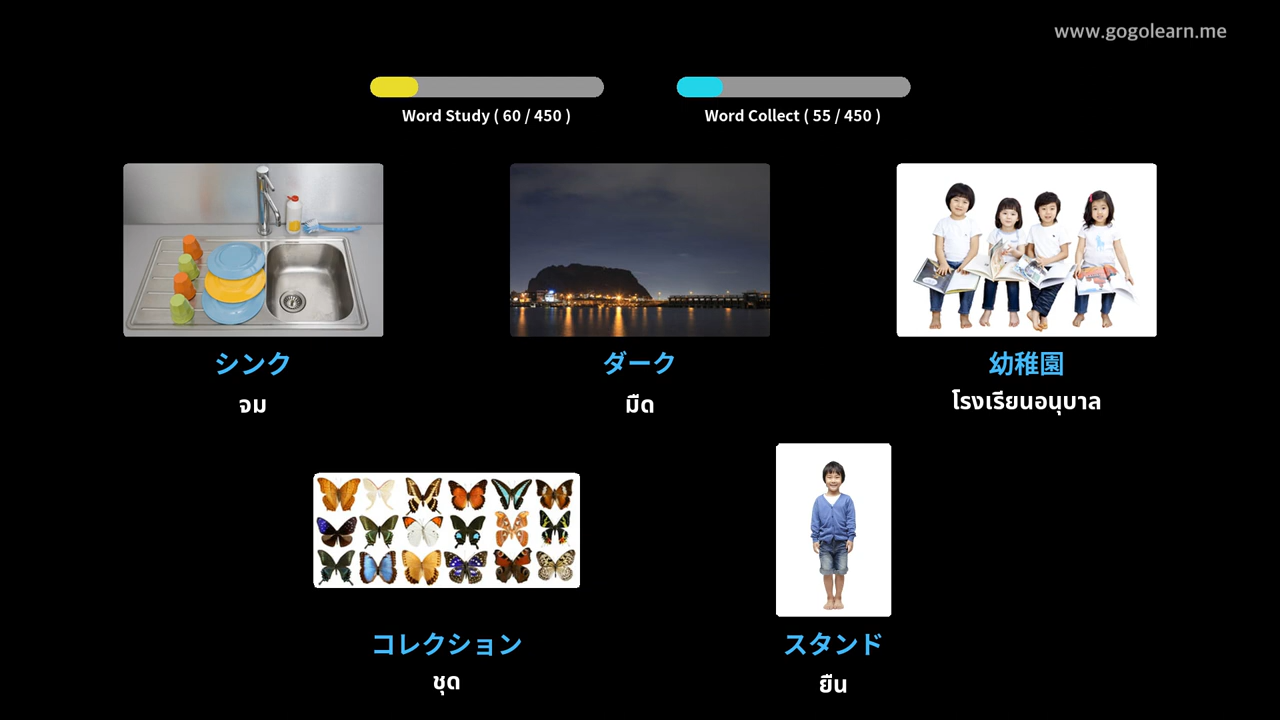 www.gogolearn.me
Word Study ( 60 / 450 )
Word Collect ( 55 / 450 )
シンク
ダーク
幼稚園
จม
มืด
โรงเรียนอนุบาล
コレクション
スタンド
ชุด
ยืน